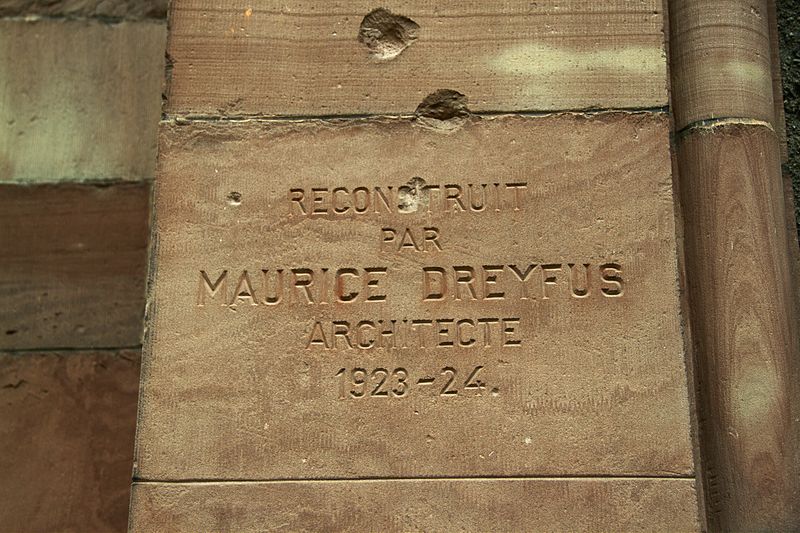 RECONSTRUIT
PAR
MAURICE DREYFUS
ARCHITECTE
1923-24.